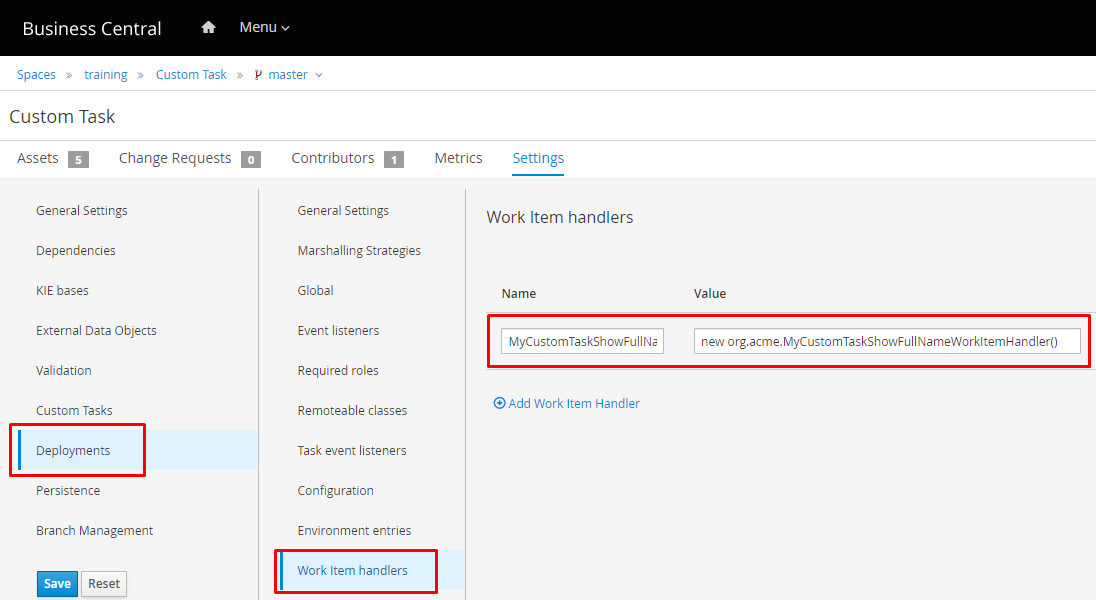 Business Central
Menu
Spaces » training » Custom Task » master
Custom Task
Assets 5
Change Requests 0
Contributors 1
Metrics
Settings
General Settings
Dependencies
KIE bases
External Data Objects
Validation
Custom Tasks
Deployments
Persistence
Branch Management
Save
Reset
General Settings
Marshalling Strategies
Global
Event listeners
Required roles
Remoteable classes
Task event listeners
Configuration
Environment entries
Work Item handlers
Work Item handlers
Name
Value
MyCustomTaskShowFullNa
new org.acme.MyCustomTaskShowFullNameWorkItemHandler()
Add Work Item Handler